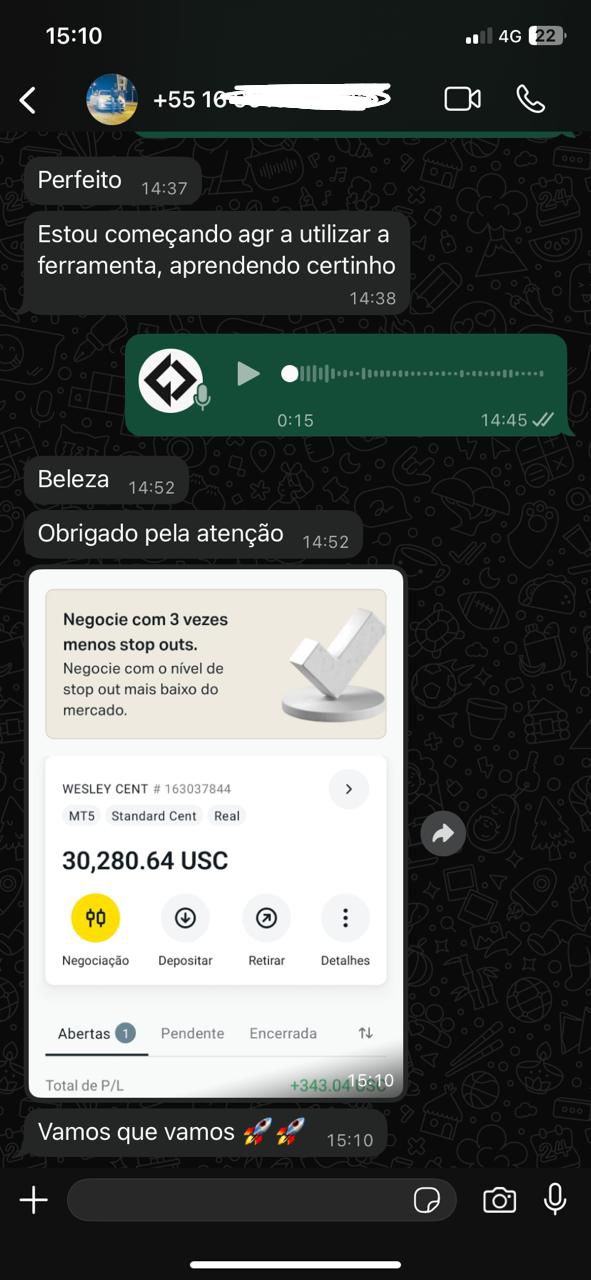 15:10
4G 22
+55 16
Perfeito 14:37
Estou começando agr a utilizar a
ferramenta, aprendendo certinho
14:38
0:15 14:45
Beleza 14:52
Obrigado pela atenção 14:52
Negocie com 3 vezes
menos stop outs.
Negocie com o nível de
stop out mais baixo do
mercado.
WESLEY CENT # 163037844
MT5 Standard Cent Real
30,280.64 USC
Negociação Depositar Retirar Detalhes
Abertas 1 Pendente Encerrada
Total de P/L +343.04 USC
15:10
Vamos que vamos 🚀🚀 15:10